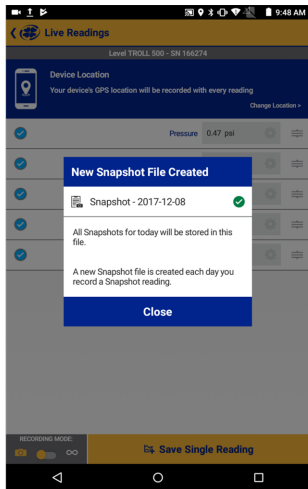 9:48 AM
Live Readings
Level TROLL 500 - SN 166274
Device Location
Your device's GPS location will be recorded with every reading
Change Location >
Pressure 0.47 psi
New Snapshot File Created
Snapshot - 2017-12-08
All Snapshots for today will be stored in this
file.
A new Snapshot file is created each day you
record a Snapshot reading.
Close
RECORDING MODE:
Save Single Reading